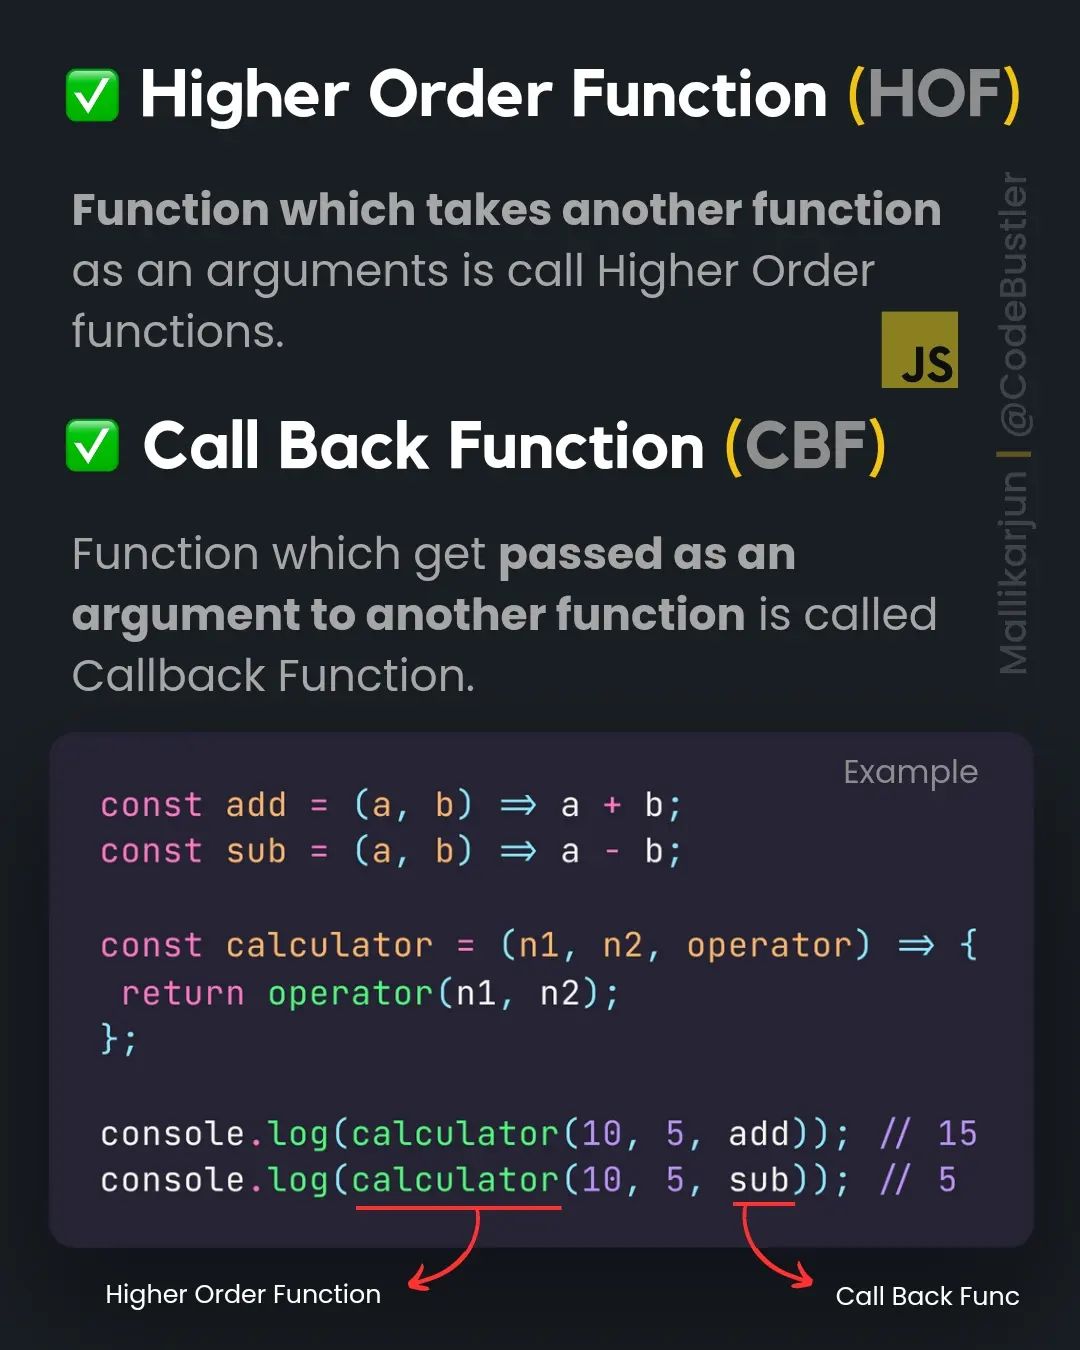 ✅ Higher Order Function (HOF)
Function which takes another function
as an arguments is call Higher Order
functions.
JS
Mallikarjun | @CodeBustler
✅ Call Back Function (CBF)
Function which get passed as an
argument to another function is called
Callback Function.
Example
const add = (a, b) => a + b;
const sub = (a, b) => a - b;
const calculator = (n1, n2, operator) => {
return operator(n1, n2);
};
console.log(calculator(10, 5, add)); // 15
console.log(calculator(10, 5, sub)); // 5
Higher Order Function
Call Back Func